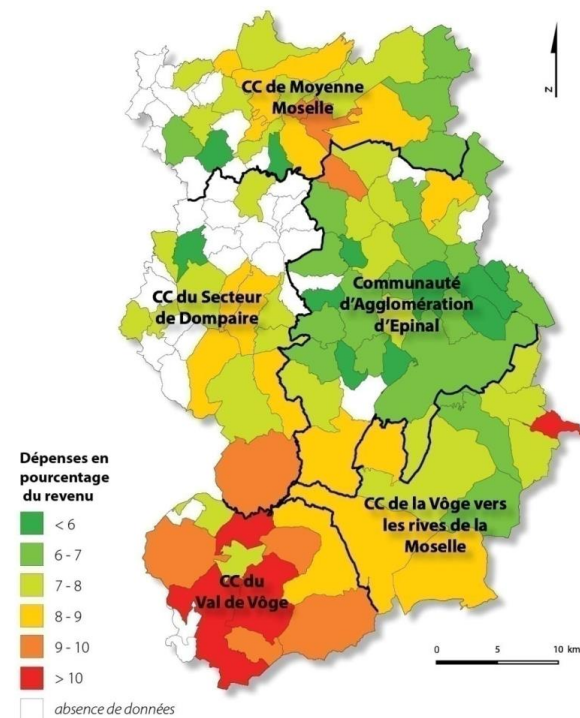 CC de Moyenne
Moselle
N
Communauté
d'Agglomération
d'Epinal
CC du Secteur
de Dompaire
CC de la Vôge vers
les rives de la
Moselle
CC du
Val de Vôge
Dépenses en
pourcentage
du revenu
< 6
6 - 7
7 - 8
8 - 9
9 - 10
> 10
absence de données
0 5 10 km